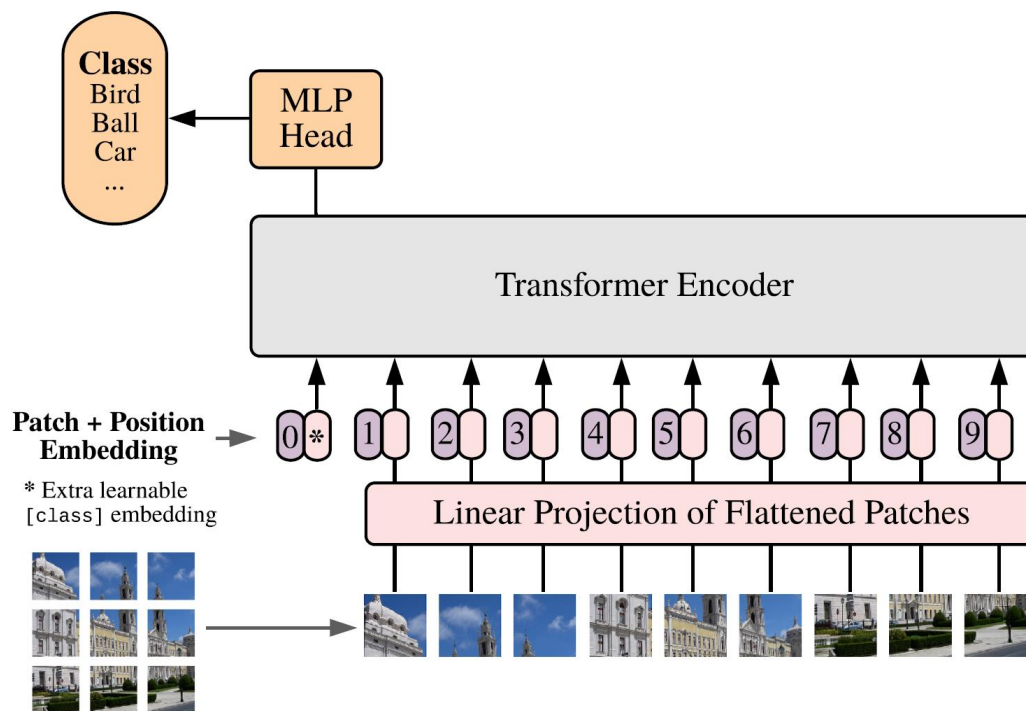 Class
Bird
Ball
Car
...
MLP
Head
Transformer Encoder
Patch + Position
Embedding
0 * 1 2 3 4 5 6 7 8 9
* Extra learnable
[class] embedding
Linear Projection of Flattened Patches